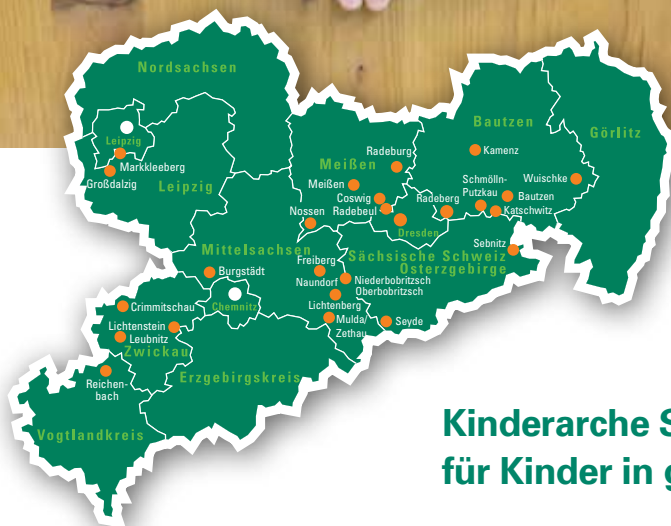 Nordsachsen
Leipzig
Markkleeberg
Großdalzig
Leipzig
Meißen
Radeburg
Meißen
Coswig
Radebeul
Dresden
Nossen
Bautzen
Kamenz
Görlitz
Schmölln-
Putzkau
Wuischke
Bautzen
Katschwitz
Radeberg
Sebnitz
Sächsische Schweiz
Osterzgebirge
Mittelsachsen
Burgstädt
Freiberg
Naundorf
Niederbobritzsch
Oberbobritzsch
Lichtenberg
Mulda/
Zethau
Seyde
Chemnitz
Crimmitschau
Lichtenstein
Leubnitz
Zwickau
Erzgebirgskreis
Reichen-
bach
Vogtlandkreis
Kinderarche S
für Kinder in g